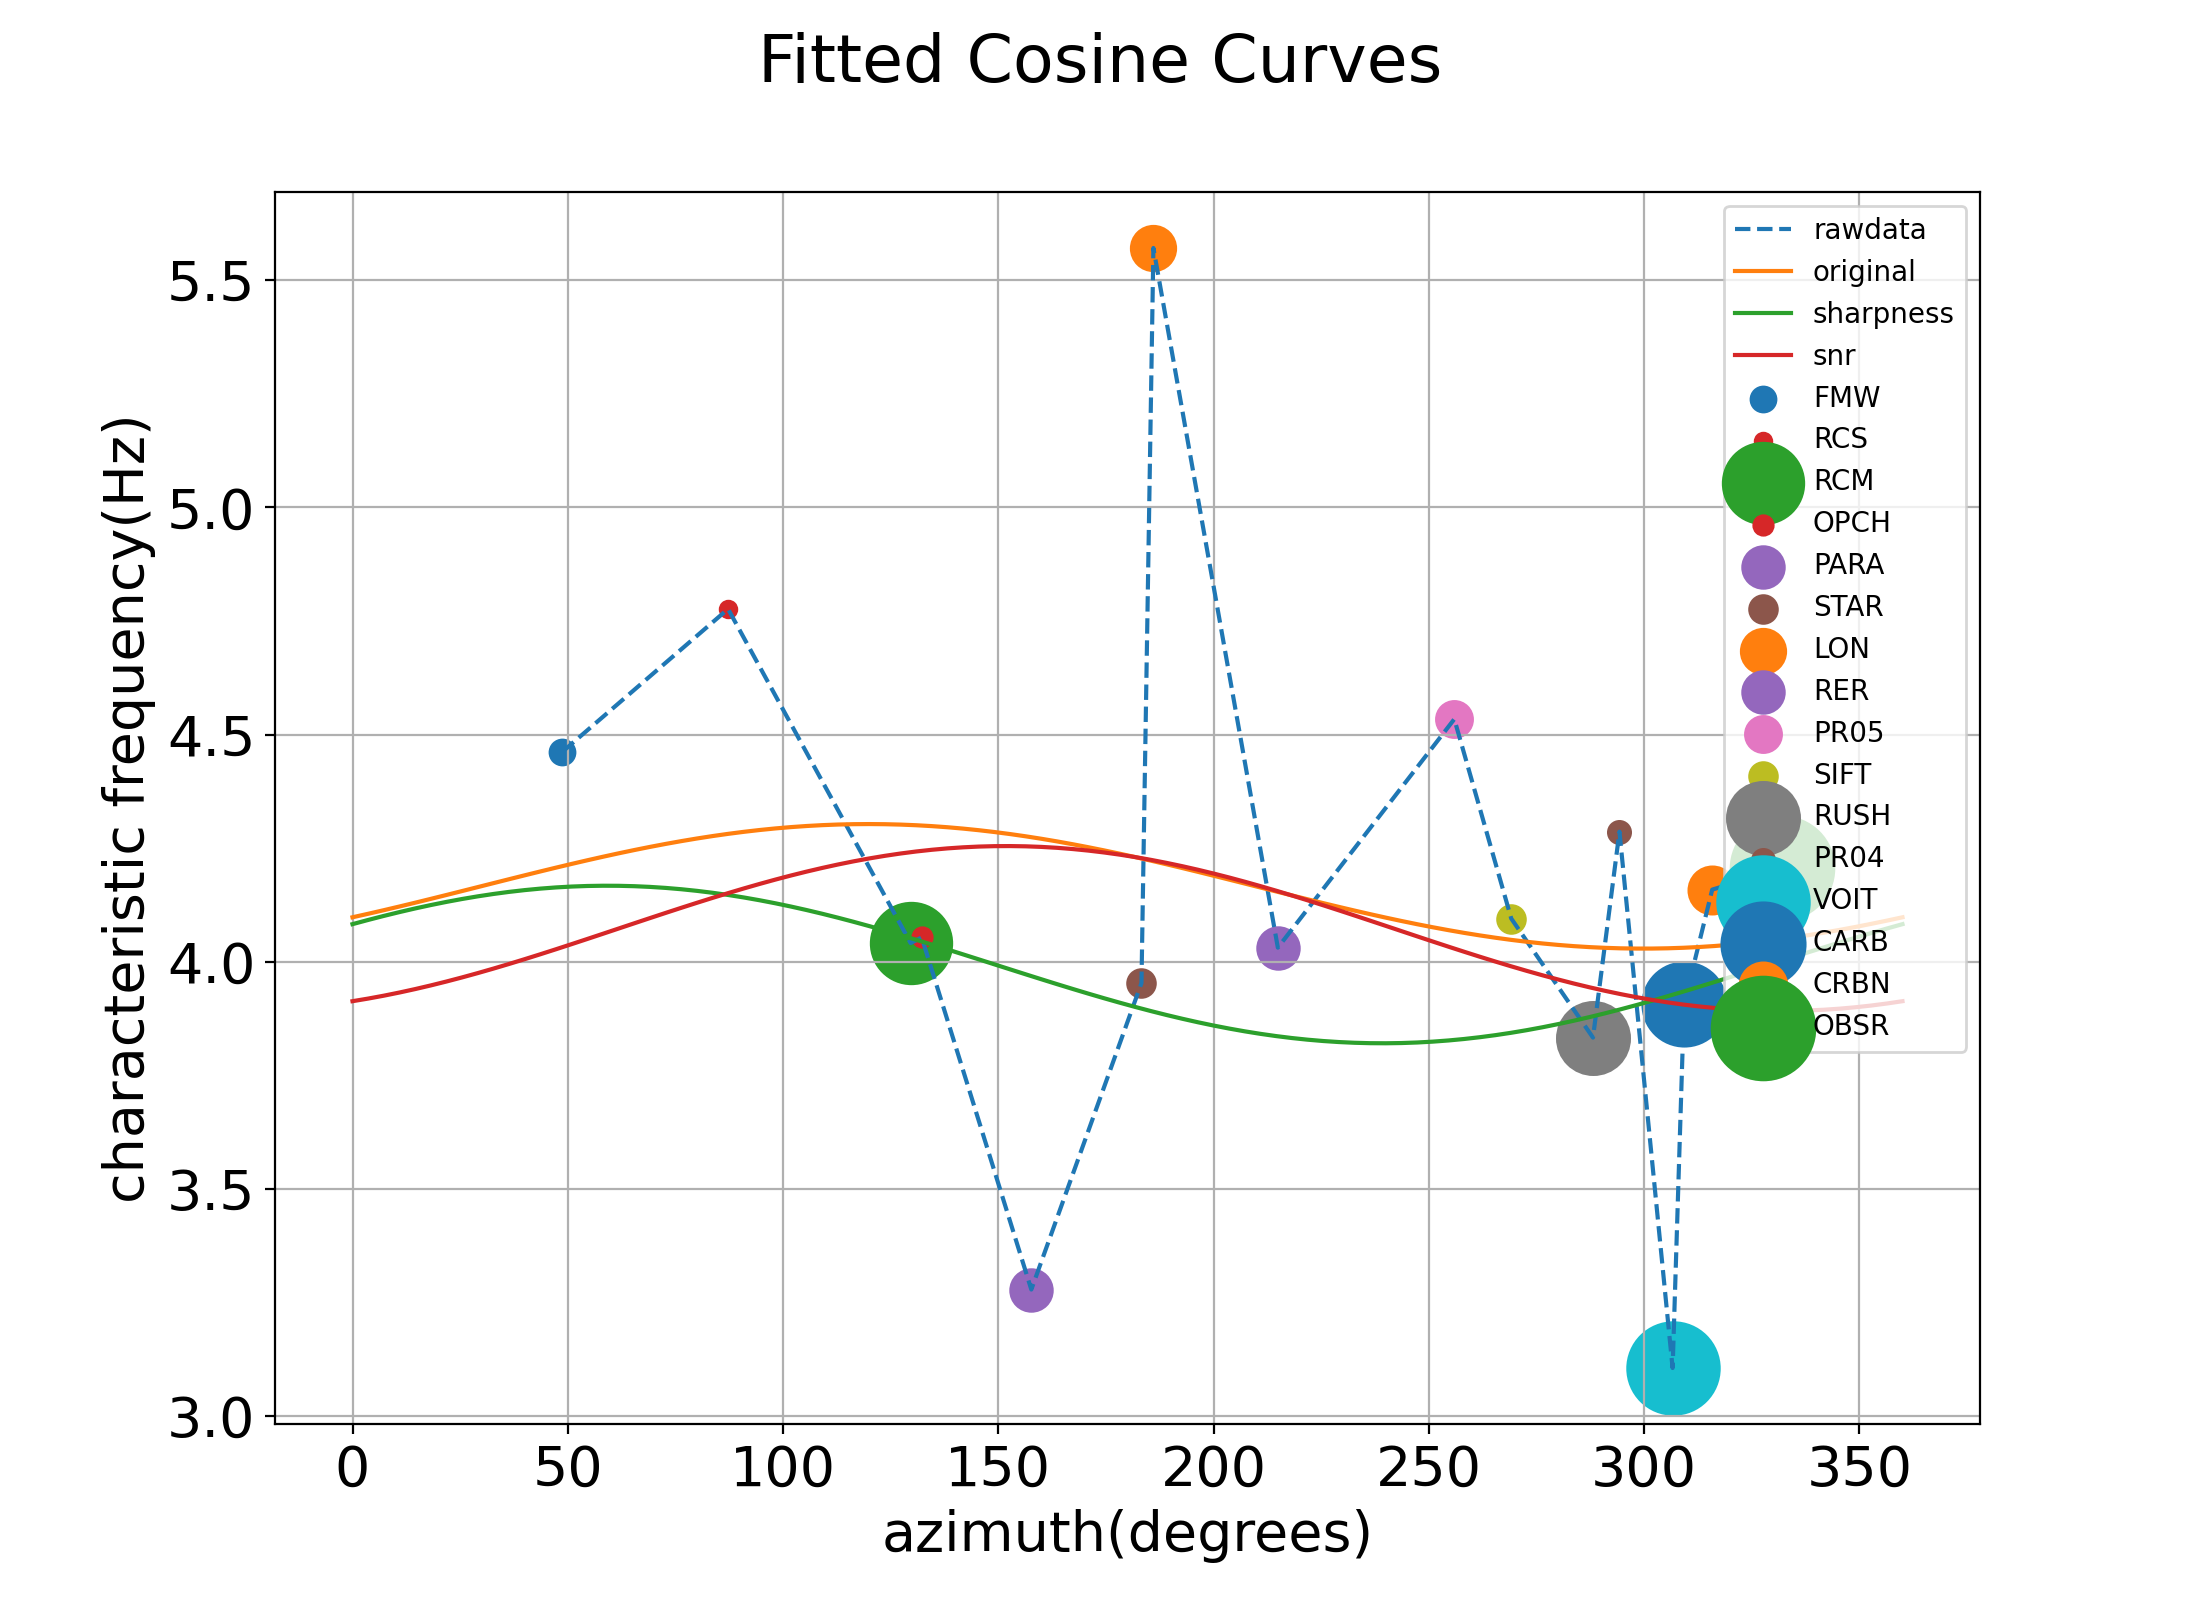 Fitted Cosine Curves
characteristic frequency(Hz)
5.5
5.0
4.5
4.0
3.5
3.0
rawdata
original
sharpness
snr
FMW
RCS
RCM
OPCH
PARA
STAR
LON
RER
PR05
SIFT
RUSH
PR04
VOIT
CARB
CRBN
OBSR
0 50 100 150 200 250 300 350
azimuth(degrees)